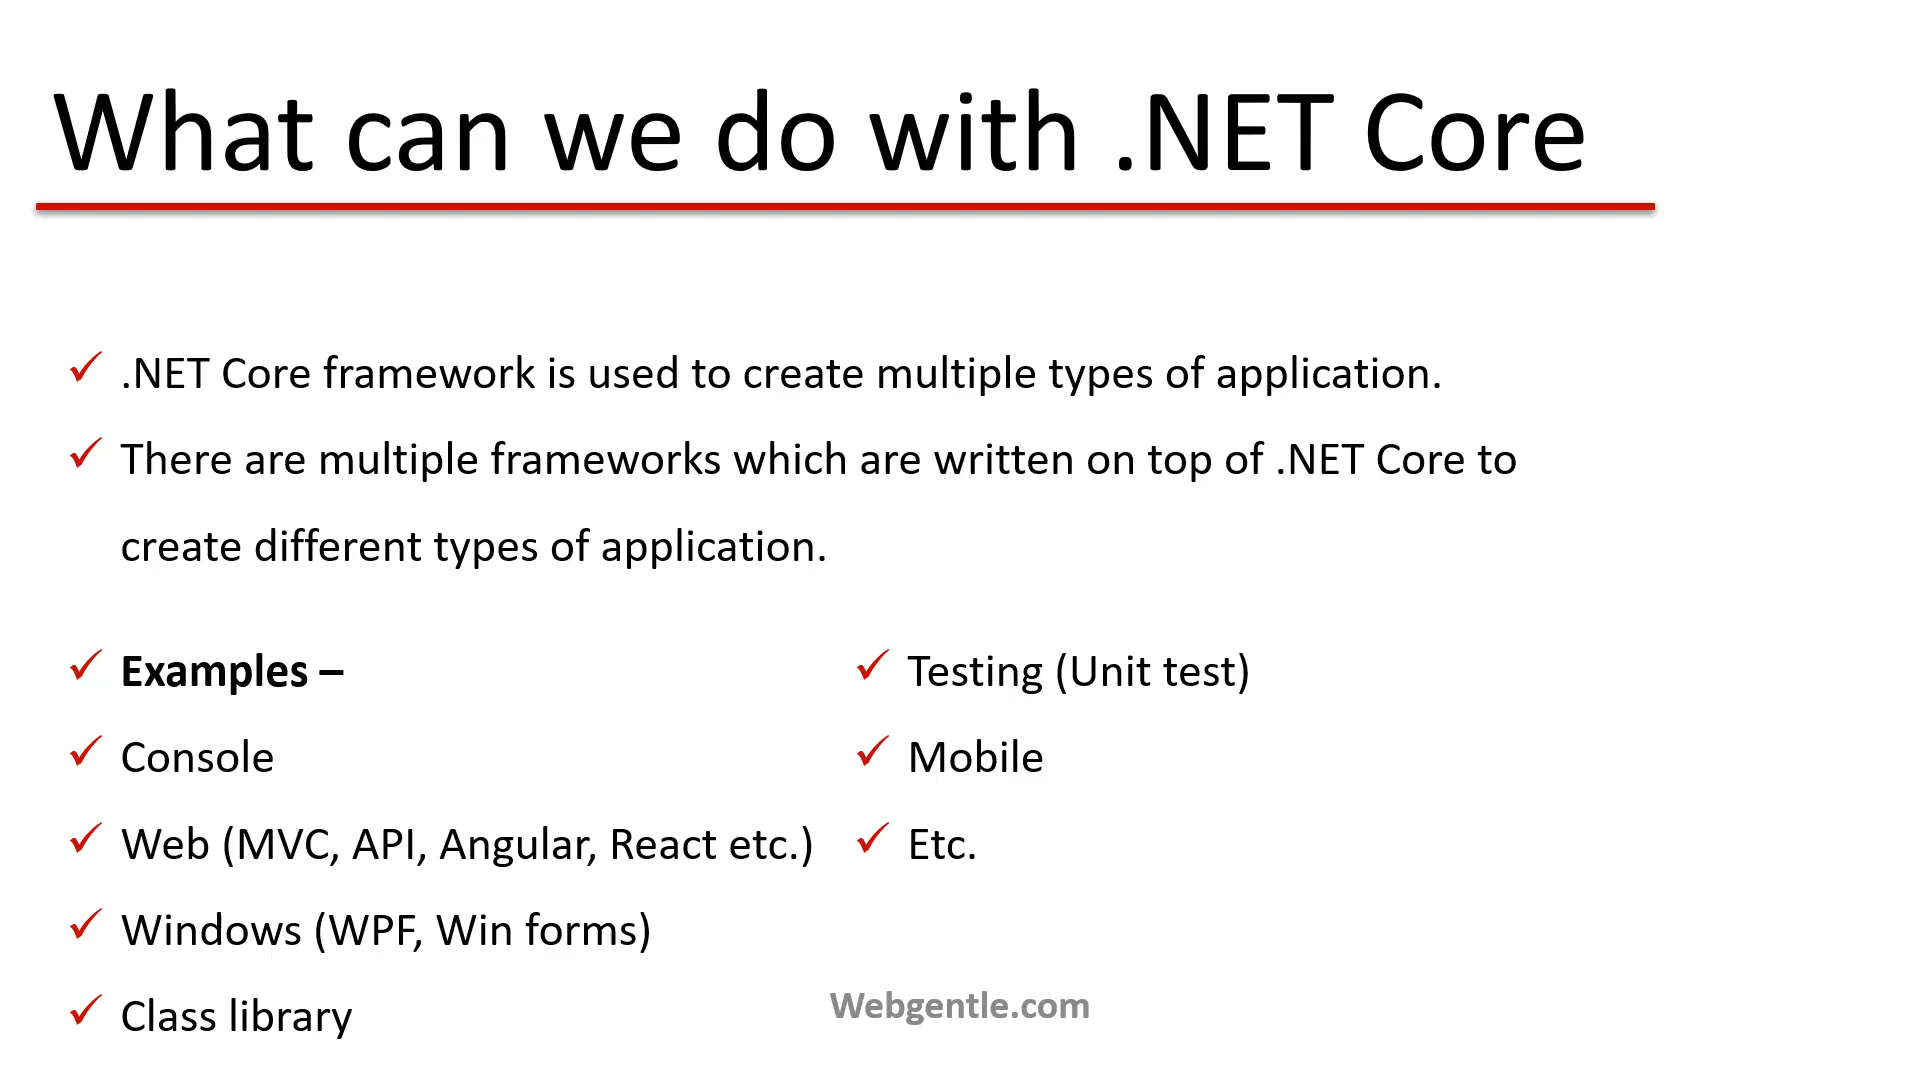 What can we do with .NET Core
.NET Core framework is used to create multiple types of application.
There are multiple frameworks which are written on top of .NET Core to
create different types of application.
Examples –
Console
Web (MVC, API, Angular, React etc.)
Windows (WPF, Win forms)
Class library
Testing (Unit test)
Mobile
Etc.
Webgentle.com